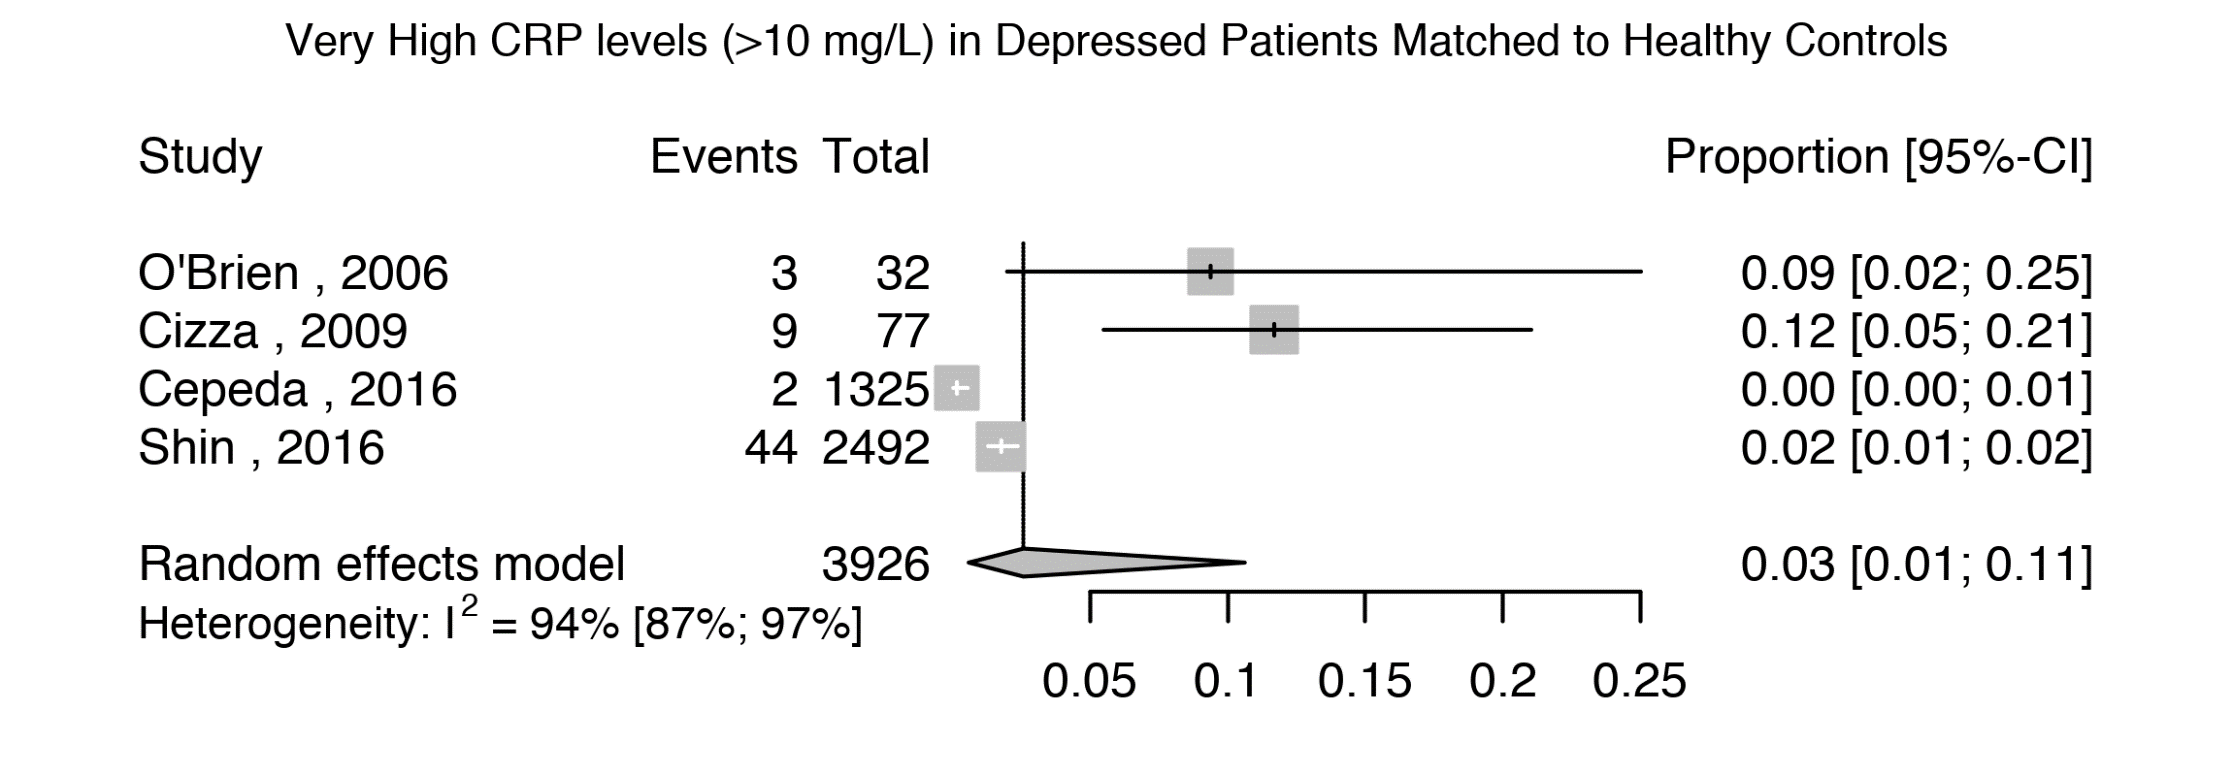 Very High CRP levels (>10 mg/L) in Depressed Patients Matched to Healthy Controls
Study Events Total Proportion [95%-CI]
O'Brien , 2006 3 32 0.09 [0.02; 0.25]
Cizza , 2009 9 77 0.12 [0.05; 0.21]
Cepeda , 2016 2 1325 0.00 [0.00; 0.01]
Shin , 2016 44 2492 0.02 [0.01; 0.02]
Random effects model 3926 0.03 [0.01; 0.11]
Heterogeneity: I² = 94% [87%; 97%]
0.05 0.1 0.15 0.2 0.25